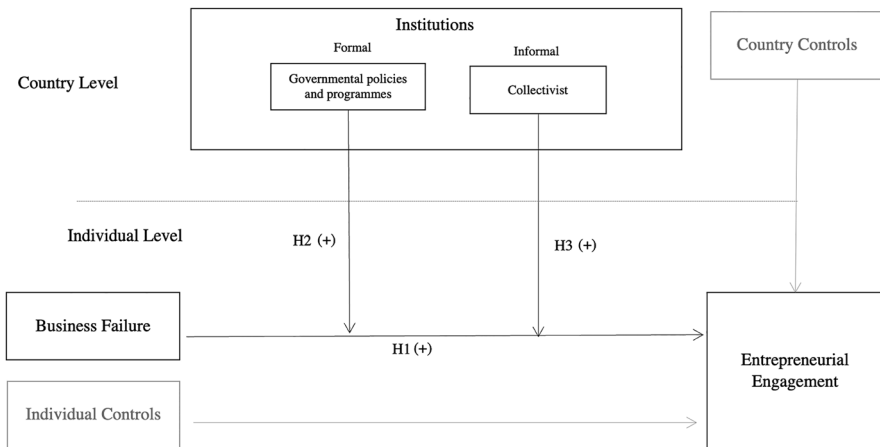 Institutions
Formal
Informal
Country Controls
Governmental policies
and programmes
Collectivist
Country Level
Individual Level
H2 (+)
H3 (+)
Business Failure
H1 (+)
Entrepreneurial
Engagement
Individual Controls